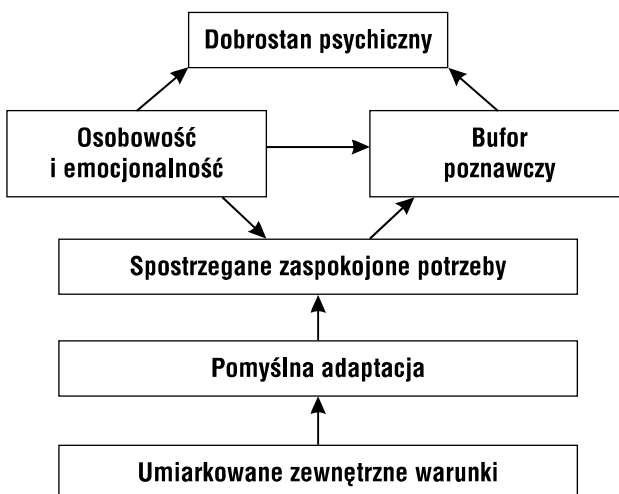 Dobrostan psychiczny
Osobowość
i emocjonalność
Bufor
poznawczy
Spostrzegane zaspokojone potrzeby
Pomyślna adaptacja
Umiarkowane zewnętrzne warunki